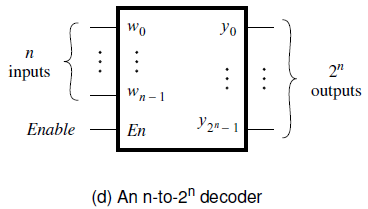 w₀ y₀
n
inputs
2ⁿ
outputs
wₙ₋₁
Enable En y₂ⁿ₋₁
(d) An n-to-2ⁿ decoder